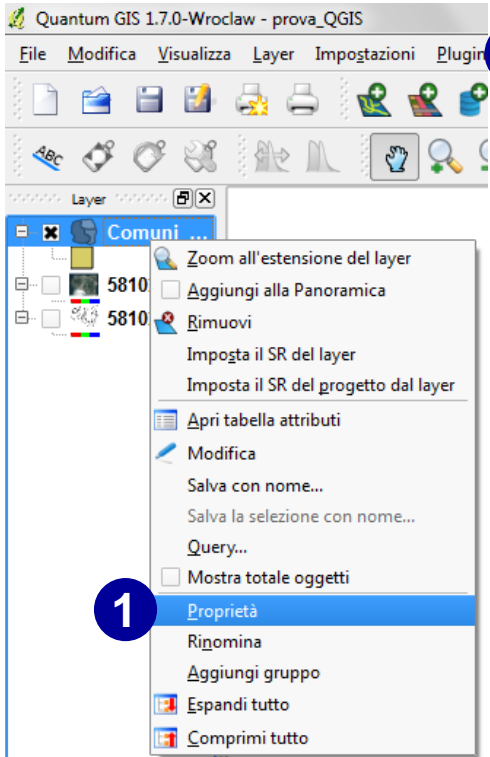 Quantum GIS 1.7.0-Wroclaw - prova_QGIS
File Modifica Visualizza Layer Impostazioni Plugin
ABC
Layer
Comuni ...
5810
5810
Zoom all'estensione del layer
Aggiungi alla Panoramica
Rimuovi
Imposta il SR del layer
Imposta il SR del progetto dal layer
Apri tabella attributi
Modifica
Salva con nome...
Salva la selezione con nome...
Query...
Mostra totale oggetti
1
Proprietà
Rinomina
Aggiungi gruppo
Espandi tutto
Comprimi tutto